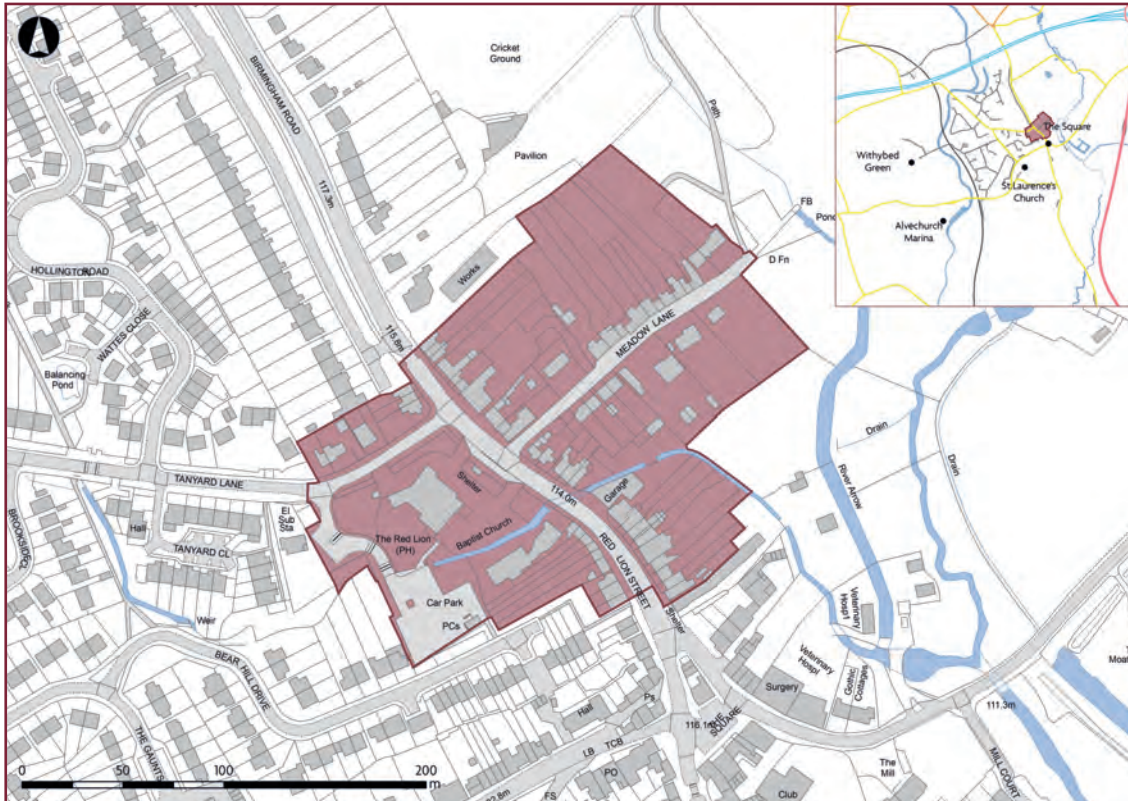 Cricket
Ground
BIRMINGHAM ROAD
117.3m
Pavilion
Path
FB
D Fn
Works
HOLLINGTON ROAD
WATTES CLOSE
Balancing
Pond
115.8m
MEADOW LANE
TANYARD LANE
BROOKSIDE
Hall
TANYARD CL
El
Sub
Sta
Shelter
114.0m
Garage
Baptist Church
The Red Lion
(PH)
RED LION STREET
Car Park
PCs
Shelter
Weir
BEAR HILL DRIVE
THE GAUNTS
Drain
River Arrow
Drain
Veterinary
Hospl
Veterinary
Hospl
Surgery
Gothic
Cottages
Hall
Ps
116.1m
THE
SQUARE
LB
TCB
PO
FS
Club
The
Mill
MILL COURT
111.3m
0
50
100
200
m
The Square
Withybed
Green
St.Laurence's
Church
Alvechurch
Marina